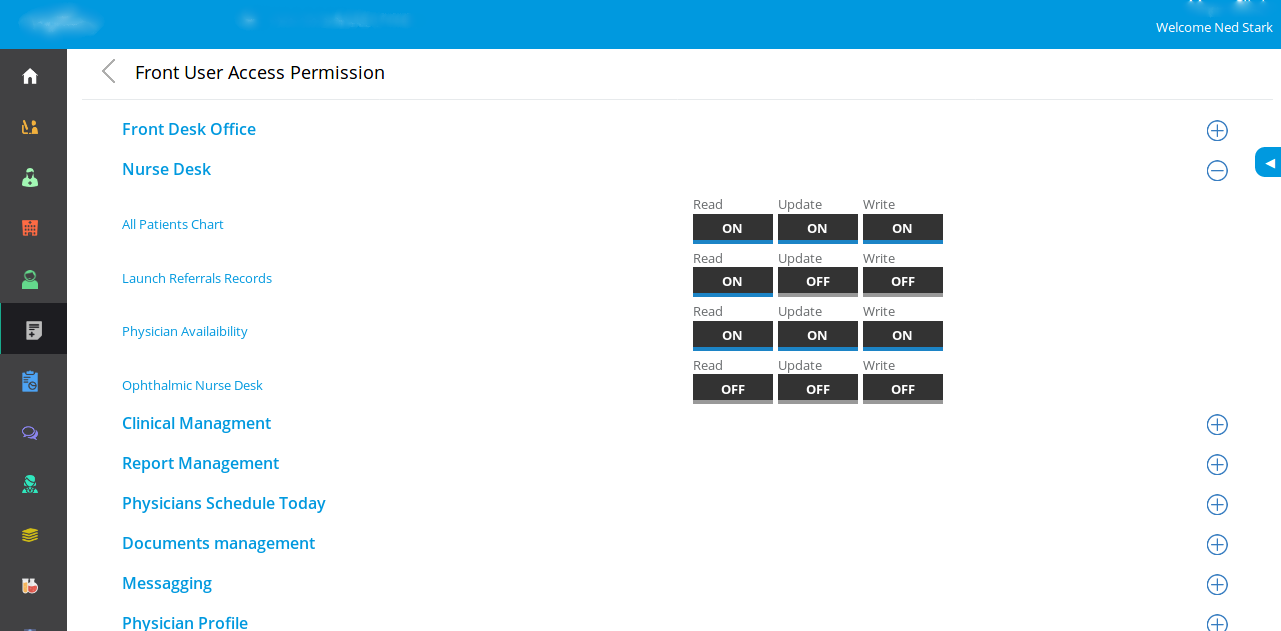 Welcome Ned Stark
Front User Access Permission
Front Desk Office
Nurse Desk
Read Update Write
All Patients Chart
ON ON ON
Read Update Write
Launch Referrals Records
ON OFF OFF
Read Update Write
Physician Availaibility
ON ON ON
Read Update Write
Ophthalmic Nurse Desk
OFF OFF OFF
Clinical Managment
Report Management
Physicians Schedule Today
Documents management
Messagging
Physician Profile